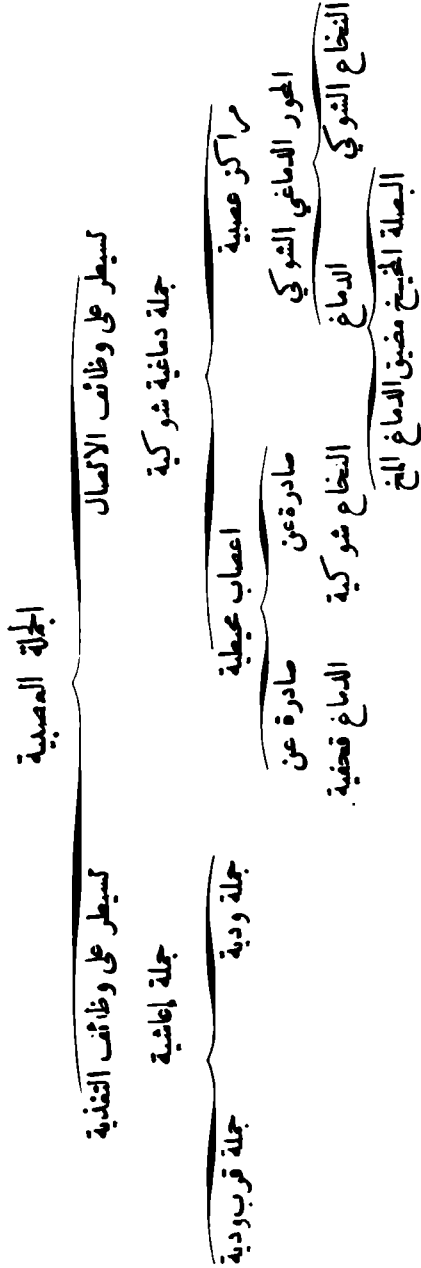 الجملة العصبية
تسيطر على وظائف الاتصال
تسيطر على وظائف التغذية
جملة دماغية شوكية
جملة إعاشية
مراكز عصبية
اعصاب محيطية
جملة ودية
جملة قرب ودية
المحور الدماغي الشوكي
صادرة عن
صادرة عن
النخاع الشوكي
الدماغ
النخاع شوكية
الدماغ قحفية
البصلة المخيخ مضيق الدماغ المخ